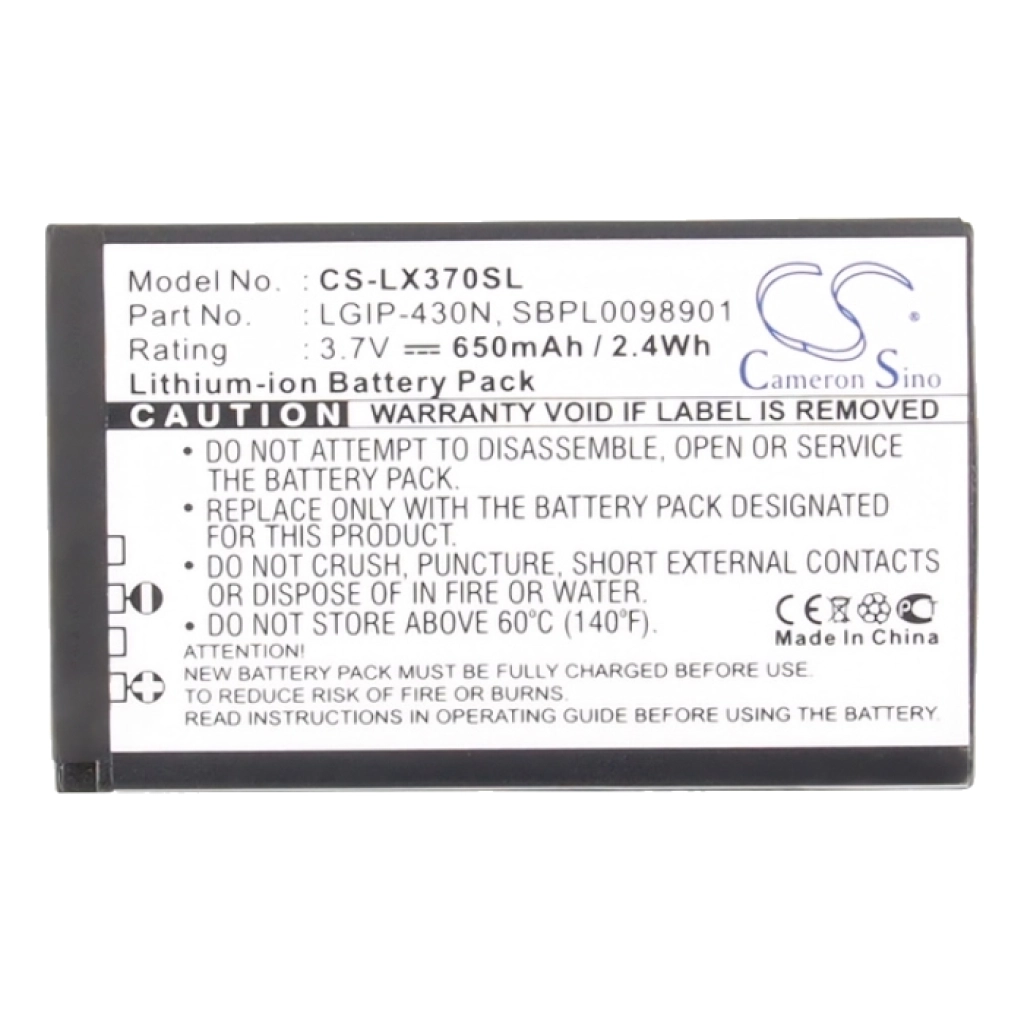 Model No. : CS-LX370SL
Part No. : LGIP-430N, SBPL0098901
Rating : 3.7V 650mAh / 2.4Wh
Lithium-ion Battery Pack
CS ®
Cameron Sino
CAUTION WARRANTY VOID IF LABEL IS REMOVED
• DO NOT ATTEMPT TO DISASSEMBLE, OPEN OR SERVICE
THE BATTERY PACK.
• REPLACE ONLY WITH THE BATTERY PACK DESIGNATED
FOR THIS PRODUCT.
• DO NOT CRUSH, PUNCTURE, SHORT EXTERNAL CONTACTS
OR DISPOSE OF IN FIRE OR WATER.
• DO NOT STORE ABOVE 60°C (140°F).
CE PCT
Made In China
ATTENTION!
NEW BATTERY PACK MUST BE FULLY CHARGED BEFORE USE.
TO REDUCE RISK OF FIRE OR BURNS.
READ INSTRUCTIONS IN OPERATING GUIDE BEFORE USING THE BATTERY.